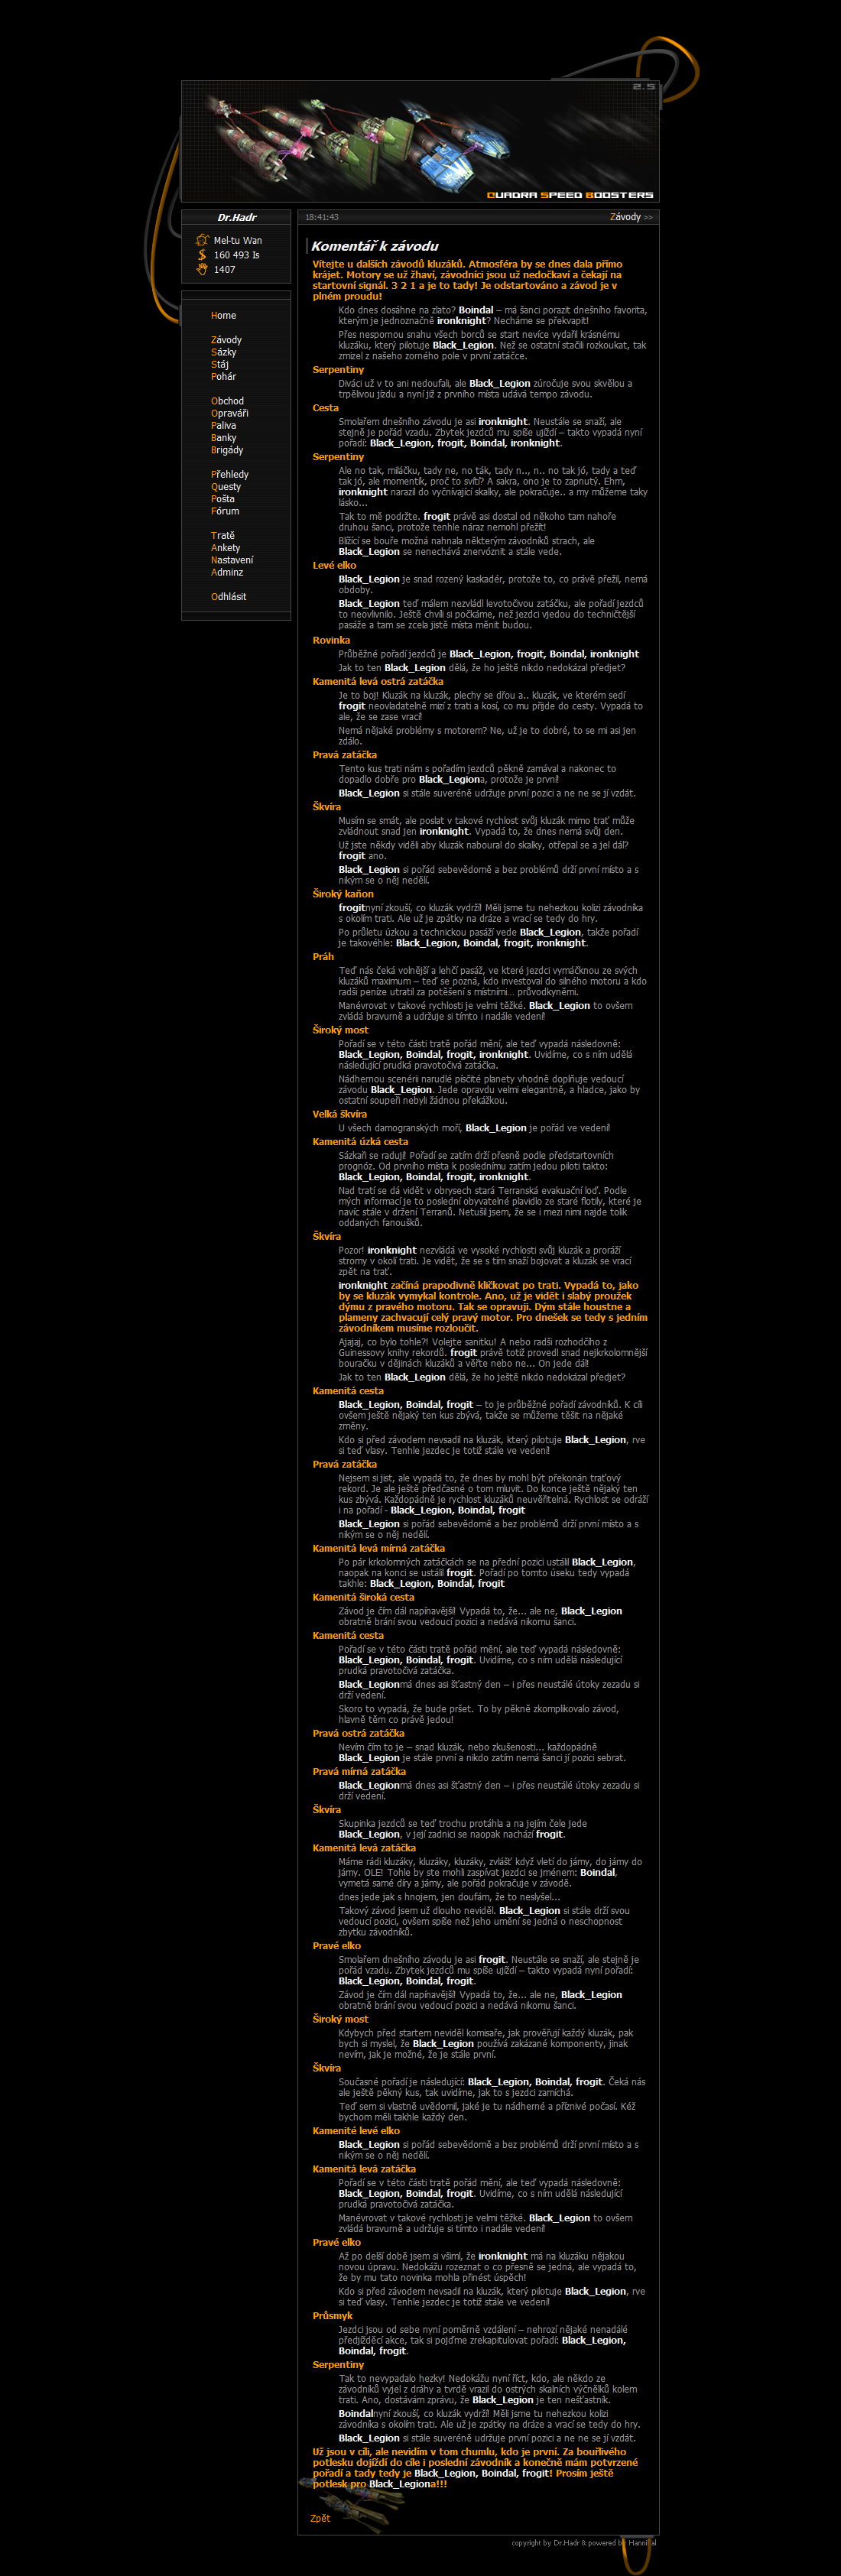 2.5
QUADRA SPEED BOOSTERS
Dr.Hadr
Mel-tu Wan
160 493 Is
1407
Home
Závody
Sázky
Stáj
Pohár
Obchod
Opraváři
Paliva
Banky
Brigády
Přehledy
Questy
Pošta
Fórum
Tratě
Ankety
Nastavení
Adminz
Odhlásit
18:41:43
Závody >>
Komentář k závodu
Vítejte u dalších závodů kluzáků. Atmosféra by se dnes dala přímo
krájet. Motory se už žhaví, závodníci jsou už nedočkaví a čekají na
startovní signál. 3 2 1 a je to tady! Je odstartováno a závod je v
plném proudu!
Kdo dnes dosáhne na zlato? Boindal – má šanci porazit dnešního favorita,
kterým je jednoznačně ironknight? Necháme se překvapit!
Přes nespornou snahu všech borců se start nevíce vydařil krásnému
kluzáku, který pilotuje Black_Legion. Než se ostatní stačili rozkoukat, tak
zmizel z našeho zorného pole v první zatáčce.
Serpentiny
Diváci už v to ani nedoufali, ale Black_Legion zúročuje svou skvělou a
trpělivou jízdu a nyní již z prvního místa udává tempo závodu.
Cesta
Smolařem dnešního závodu je asi ironknight. Neustále se snaží, ale
stejně je pořád vzadu. Zbytek jezdců mu spíše ujíždí – takto vypadá nyní
pořadí: Black_Legion, frogit, Boindal, ironknight.
Serpentiny
Ale no tak, miláčku, tady ne, no ták, tady n.., n.. no tak jó, tady a teď
tak jó, ale momentík, proč to svítí? A sakra, ono je to zapnutý. Ehm,
ironknight narazil do vyčnívající skalky, ale pokračuje.. a my můžeme taky
lásko...
Tak to mě podržte. frogit právě asi dostal od někoho tam nahoře
druhou šanci, protože tenhle náraz nemohl přežít!
Blížící se bouře možná nahnala některým závodníků strach, ale
Black_Legion se nenechává znervóznit a stále vede.
Levé elko
Black_Legion je snad rozený kaskadér, protože to, co právě přežil, nemá
obdoby.
Black_Legion teď málem nezvládl levotočivou zatáčku, ale pořadí jezdců
to neovlivnilo. Ještě chvíli si počkáme, než jezdci vjedou do techničtější
pasáže a tam se zcela jistě místa měnit budou.
Rovinka
Průběžné pořadí jezdců je Black_Legion, frogit, Boindal, ironknight
Jak to ten Black_Legion dělá, že ho ještě nikdo nedokázal předjet?
Kamenitá levá ostrá zatáčka
Je to boj! Kluzák na kluzák, plechy se dřou a.. kluzák, ve kterém sedí
frogit neovladatelně mizí z trati a kosí, co mu přijde do cesty. Vypadá to
ale, že se zase vrací!
Nemá nějaké problémy s motorem? Ne, už je to dobré, to se mi asi jen
zdálo.
Pravá zatáčka
Tento kus trati nám s pořadím jezdců pěkně zamával a nakonec to
dopadlo dobře pro Black_Legiona, protože je první!
Black_Legion si stále suveréně udržuje první pozici a ne ne se jí vzdát.
Škvíra
Musím se smát, ale poslat v takové rychlost svůj kluzák mimo trať může
zvládnout snad jen ironknight. Vypadá to, že dnes nemá svůj den.
Už jste někdy viděli aby kluzák naboural do skalky, otřepal se a jel dál?
frogit ano.
Black_Legion si pořád sebevědomě a bez problémů drží první místo a s
nikým se o něj nedělí.
Široký kaňon
frogitnyní zkouší, co kluzák vydrží! Měli jsme tu nehezkou kolizi závodníka
s okolím trati. Ale už je zpátky na dráze a vrací se tedy do hry.
Po průletu úzkou a technickou pasáží vede Black_Legion, takže pořadí
je takovéhle: Black_Legion, Boindal, frogit, ironknight.
Práh
Teď nás čeká volnější a lehčí pasáž, ve které jezdci vymáčknou ze svých
kluzáků maximum – teď se pozná, kdo investoval do silného motoru a kdo
radši peníze utratil za potěšení s místními... průvodkyněmi.
Manévrovat v takové rychlosti je velmi těžké. Black_Legion to ovšem
zvládá bravurně a udržuje si tímto i nadále vedení!
Široký most
Pořadí se v této části tratě pořád mění, ale teď vypadá následovně:
Black_Legion, Boindal, frogit, ironknight. Uvidíme, co s ním udělá
následující prudká pravotočivá zatáčka.
Nádhernou scenérii narudlé písčité planety vhodně doplňuje vedoucí
závodu Black_Legion. Jede opravdu velmi elegantně, a hladce, jako by
ostatní soupeři nebyli žádnou překážkou.
Velká škvíra
U všech damogranských moří, Black_Legion je pořád ve vedení!
Kamenitá úzká cesta
Sázkaři se radují! Pořadí se zatím drží přesně podle předstartovních
prognóz. Od prvního místa k poslednímu zatím jedou piloti takto:
Black_Legion, Boindal, frogit, ironknight.
Nad tratí se dá vidět v obrysech stará Terranská evakuační loď. Podle
mých informací je to poslední obyvatelné plavidlo ze staré flotily, které je
navíc stále v držení Terranů. Netušil jsem, že se i mezi nimi najde tolik
oddaných fanoušků.
Škvíra
Pozor! ironknight nezvládá ve vysoké rychlosti svůj kluzák a proráží
stromy v okolí trati. Je vidět, že se s tím snaží bojovat a kluzák se vrací
zpět na trať.
ironknight začíná prapodivně kličkovat po trati. Vypadá to, jako
by se kluzák vymykal kontrole. Ano, už je vidět i slabý proužek
dýmu z pravého motoru. Tak se opravuji. Dým stále houstne a
plameny zachvacují celý pravý motor. Pro dnešek se tedy s jedním
závodníkem musíme rozloučit.
Ajajaj, co bylo tohle?! Volejte sanitku! A nebo radši rozhodčího z
Guinessovy knihy rekordů. frogit právě totiž provedl snad nejkrkolomnější
bouračku v dějinách kluzáků a věřte nebo ne... On jede dál!
Jak to ten Black_Legion dělá, že ho ještě nikdo nedokázal předjet?
Kamenitá cesta
Black_Legion, Boindal, frogit – to je průběžné pořadí závodníků. K cíli
ovšem ještě nějaký ten kus zbývá, takže se můžeme těšit na nějaké
změny.
Kdo si před závodem nevsadil na kluzák, který pilotuje Black_Legion, rve
si teď vlasy. Tenhle jezdec je totiž stále ve vedení!
Pravá zatáčka
Nejsem si jist, ale vypadá to, že dnes by mohl být překonán traťový
rekord. Je ale ještě předčasné o tom mluvit. Do konce ještě nějaký ten
kus zbývá. Každopádně je rychlost kluzáků neuvěřitelná. Rychlost se odráží
i na pořadí - Black_Legion, Boindal, frogit
Black_Legion si pořád sebevědomě a bez problémů drží první místo a s
nikým se o něj nedělí.
Kamenitá levá mírná zatáčka
Po pár krkolomných zatáčkách se na přední pozici ustálil Black_Legion,
naopak na konci se ustálil frogit. Pořadí po tomto úseku tedy vypadá
takhle: Black_Legion, Boindal, frogit
Kamenitá široká cesta
Závod je čím dál napínavější! Vypadá to, že... ale ne, Black_Legion
obratně brání svou vedoucí pozici a nedává nikomu šanci.
Kamenitá cesta
Pořadí se v této části tratě pořád mění, ale teď vypadá následovně:
Black_Legion, Boindal, frogit. Uvidíme, co s ním udělá následující
prudká pravotočivá zatáčka.
Black_Legionmá dnes asi šťastný den – i přes neustálé útoky zezadu si
drží vedení.
Skoro to vypadá, že bude pršet. To by pěkně zkomplikovalo závod,
hlavně těm co právě jedou!
Pravá ostrá zatáčka
Nevím čím to je – snad kluzák, nebo zkušenosti... každopádně
Black_Legion je stále první a nikdo zatím nemá šanci jí pozici sebrat.
Pravá mírná zatáčka
Black_Legionmá dnes asi šťastný den – i přes neustálé útoky zezadu si
drží vedení.
Škvíra
Skupinka jezdců se teď trochu protáhla a na jejím čele jede
Black_Legion, v její zadnici se naopak nachází frogit.
Kamenitá levá zatáčka
Máme rádi kluzáky, kluzáky, kluzáky, zvlášť když vletí do jámy, do jámy do
jámy. OLE! Tohle by ste mohli zaspívat jezdci se jménem: Boindal,
vymetá samé díry a jámy, ale pořád pokračuje v závodě.
dnes jede jak s hnojem, jen doufám, že to neslyšel...
Takový závod jsem už dlouho neviděl. Black_Legion si stále drží svou
vedoucí pozici, ovšem spíše než jeho umění se jedná o neschopnost
zbytku závodníků.
Pravé elko
Smolařem dnešního závodu je asi frogit. Neustále se snaží, ale stejně je
pořád vzadu. Zbytek jezdců mu spíše ujíždí – takto vypadá nyní pořadí:
Black_Legion, Boindal, frogit.
Závod je čím dál napínavější! Vypadá to, že... ale ne, Black_Legion
obratně brání svou vedoucí pozici a nedává nikomu šanci.
Široký most
Kdybych před startem neviděl komisaře, jak prověřují každý kluzák, pak
bych si myslel, že Black_Legion používá zakázané komponenty, jinak
nevím, jak je možné, že je stále první.
Škvíra
Současné pořadí je následující: Black_Legion, Boindal, frogit. Čeká nás
ale ještě pěkný kus, tak uvidíme, jak to s jezdci zamíchá.
Teď sem si vlastně uvědomil, jaké je tu nádherné a příznivé počasí. Kéž
bychom měli takhle každý den.
Kamenité levé elko
Black_Legion si pořád sebevědomě a bez problémů drží první místo a s
nikým se o něj nedělí.
Kamenitá levá zatáčka
Pořadí se v této části tratě pořád mění, ale teď vypadá následovně:
Black_Legion, Boindal, frogit. Uvidíme, co s ním udělá následující
prudká pravotočivá zatáčka.
Manévrovat v takové rychlosti je velmi těžké. Black_Legion to ovšem
zvládá bravurně a udržuje si tímto i nadále vedení!
Pravé elko
Až po delší době jsem si všiml, že ironknight má na kluzáku nějakou
novou úpravu. Nedokážu rozeznat o co přesně se jedná, ale vypadá to,
že by mu tato novinka mohla přinést úspěch!
Kdo si před závodem nevsadil na kluzák, který pilotuje Black_Legion, rve
si teď vlasy. Tenhle jezdec je totiž stále ve vedení!
Průsmyk
Jezdci jsou od sebe nyní poměrně vzdálení – nehrozí nějaké nenadálé
předjížděcí akce, tak si pojďme zrekapitulovat pořadí: Black_Legion,
Boindal, frogit.
Serpentiny
Tak to nevypadalo hezky! Nedokážu nyní říct, kdo, ale někdo ze
závodníků vyjel z dráhy a tvrdě vrazil do ostrých skalních výčnělků kolem
trati. Ano, dostávám zprávu, že Black_Legion je ten nešťastník.
Boindalnyní zkouší, co kluzák vydrží! Měli jsme tu nehezkou kolizi
závodníka s okolím trati. Ale už je zpátky na dráze a vrací se tedy do hry.
Black_Legion si stále suveréně udržuje první pozici a ne ne se jí vzdát.
Už jsou v cíli, ale nevidím v tom chumlu, kdo je první. Za bouřlivého
potlesku dojíždí do cíle i poslední závodník a konečně mám potvrzené
pořadí a tady tedy je Black_Legion, Boindal, frogit! Prosím ještě
potlesk pro Black_Legiona!!!
Zpět
copyright by Dr.Hadr & powered by Hannibal